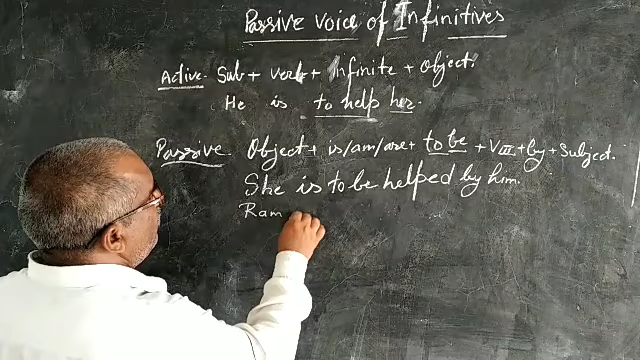 Passive voice of Infinitives
Active. Sub + verb + Infinite + Object.
He is to help her.
Passive. Object + is/am/are + to be + VIII + by + Subject.
She is to be helped by him.
Ram